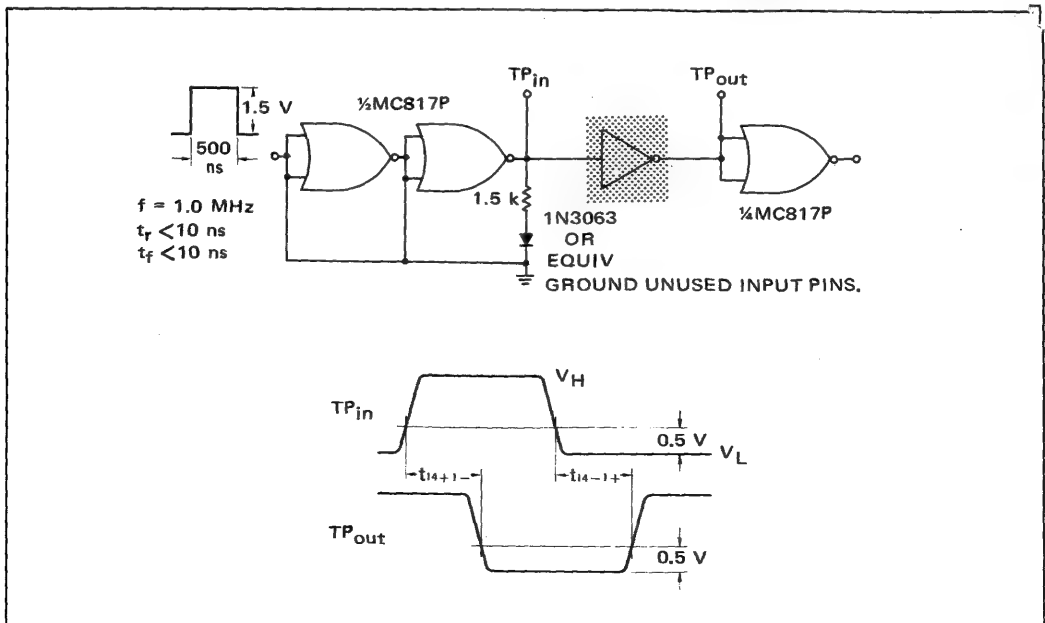 TPin
TPout
½MC817P
1.5 V
500
ns
1.5 k
1N3063
OR
EQUIV
¼MC817P
f = 1.0 MHz
tr <10 ns
tf <10 ns
GROUND UNUSED INPUT PINS.
VH
TPin
0.5 V
VL
t14+1-
t14-1+
TPout
0.5 V